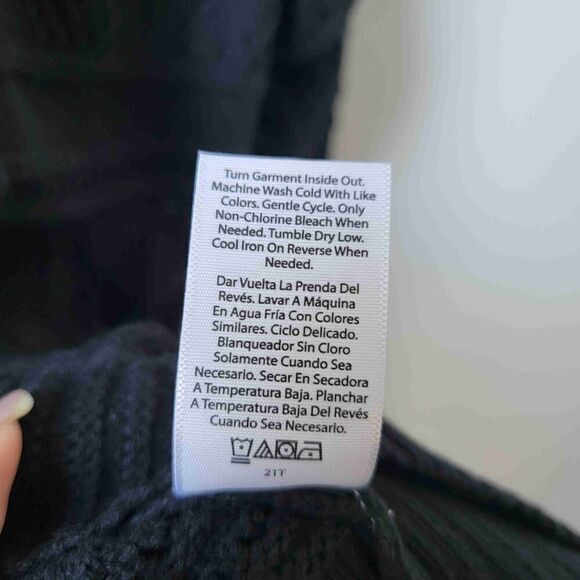 Turn Garment Inside Out.
Machine Wash Cold With Like
Colors. Gentle Cycle. Only
Non-Chlorine Bleach When
Needed. Tumble Dry Low.
Cool Iron On Reverse When
Needed.
Dar Vuelta La Prenda Del
Revés. Lavar A Máquina
En Agua Fría Con Colores
Similares. Ciclo Delicado.
Blanqueador Sin Cloro
Solamente Cuando Sea
Necesario. Secar En Secadora
A Temperatura Baja. Planchar
A Temperatura Baja Del Revés
Cuando Sea Necesario.
21T